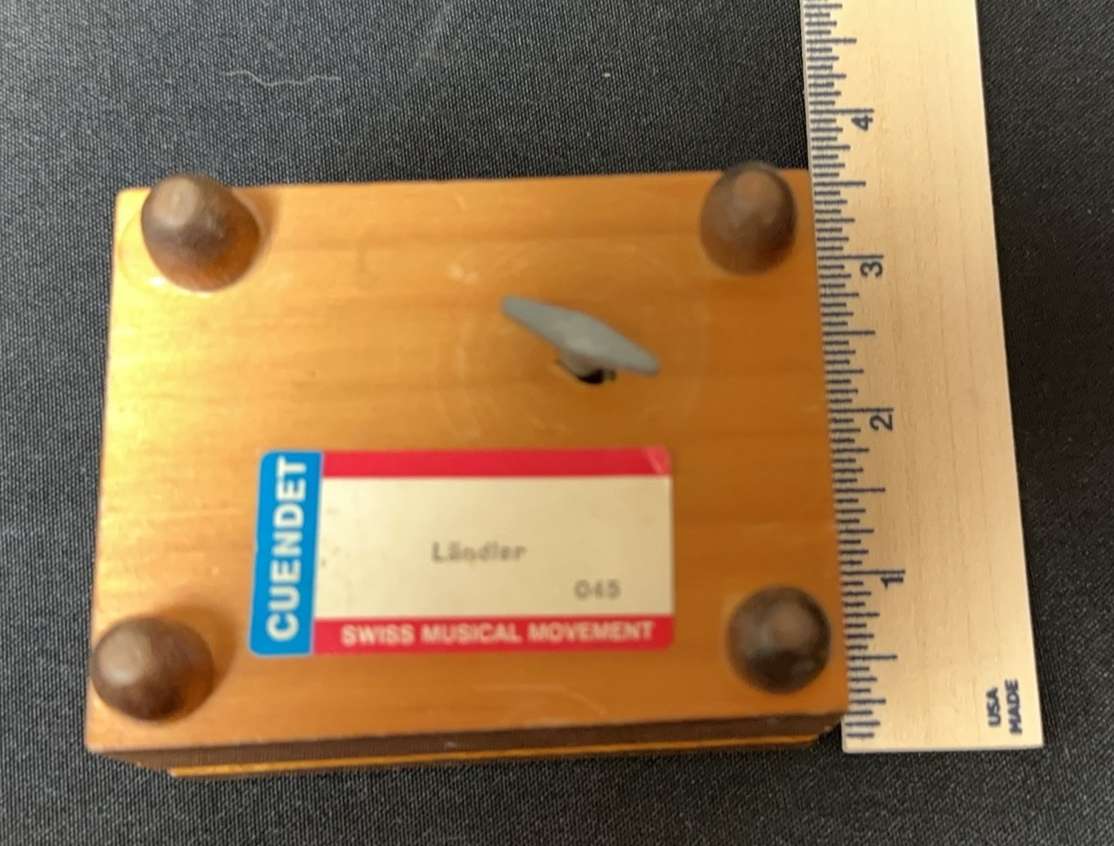 CUENDET
Ländler
045
SWISS MUSICAL MOVEMENT
4
3
2
1
USA
MADE